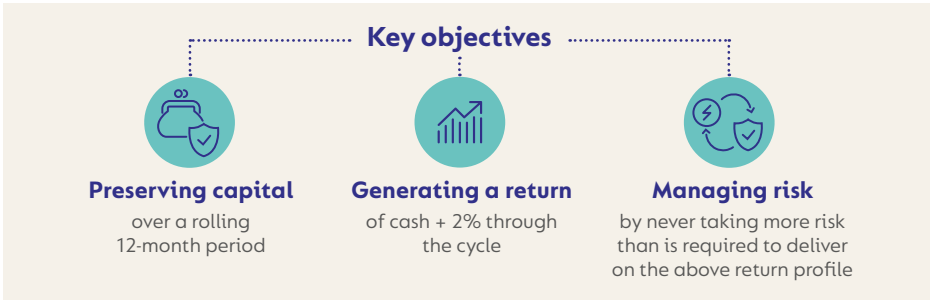 Key objectives
Preserving capital
over a rolling
12-month period
Generating a return
of cash + 2% through
the cycle
Managing risk
by never taking more risk
than is required to deliver
on the above return profile